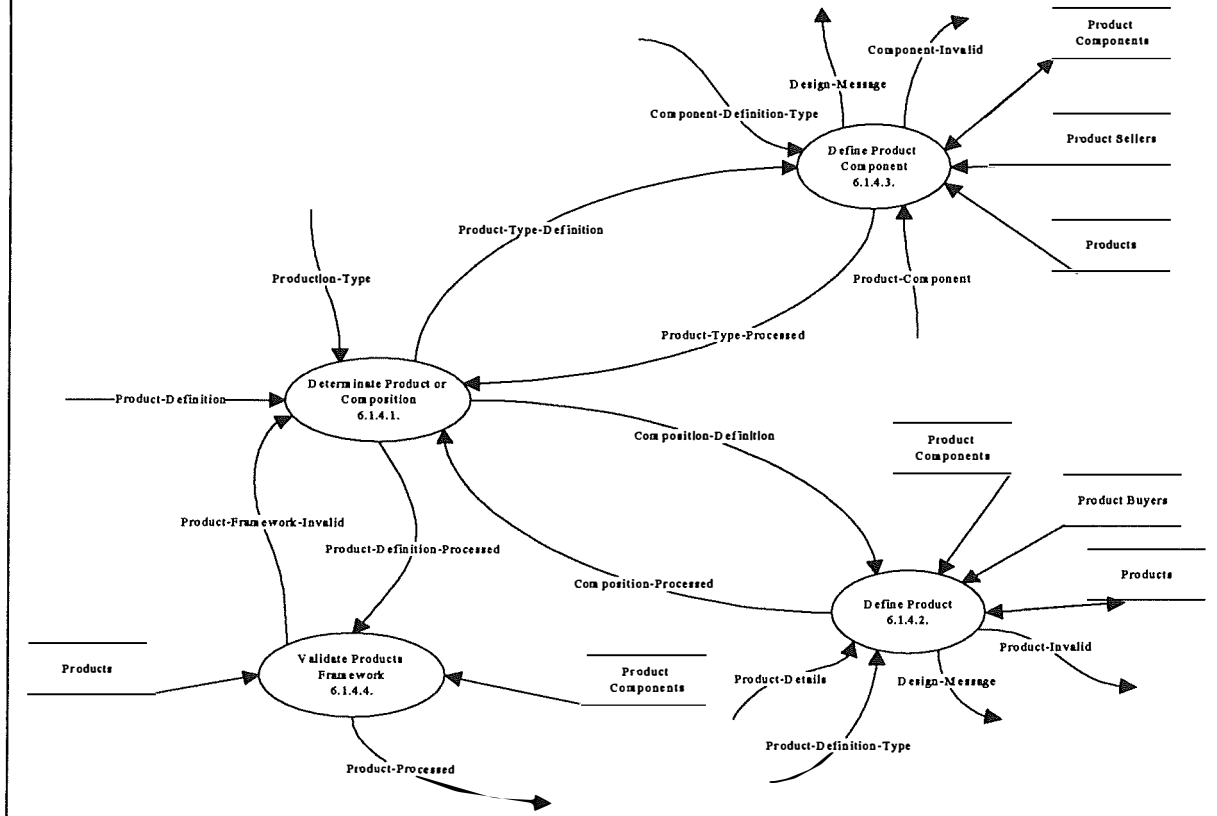 Product
Components
Component-Invalid
Design-Message
Component-Definition-Type
Product Sellers
Define Product
Component
6.1.4.3.
Product-Type-Definition
Products
Production-Type
Product-Component
Product-Type-Processed
Determinate Product or
Composition
6.1.4.1.
Product-Definition
Composition-Definition
Product
Components
Product Buyers
Product-Framework-Invalid
Product-Definition-Processed
Products
Composition-Processed
Define Product
6.1.4.2.
Product-Invalid
Products
Validate Products
Framework
6.1.4.4.
Product
Components
Product-Details
Design-Message
Product-Definition-Type
Product-Processed